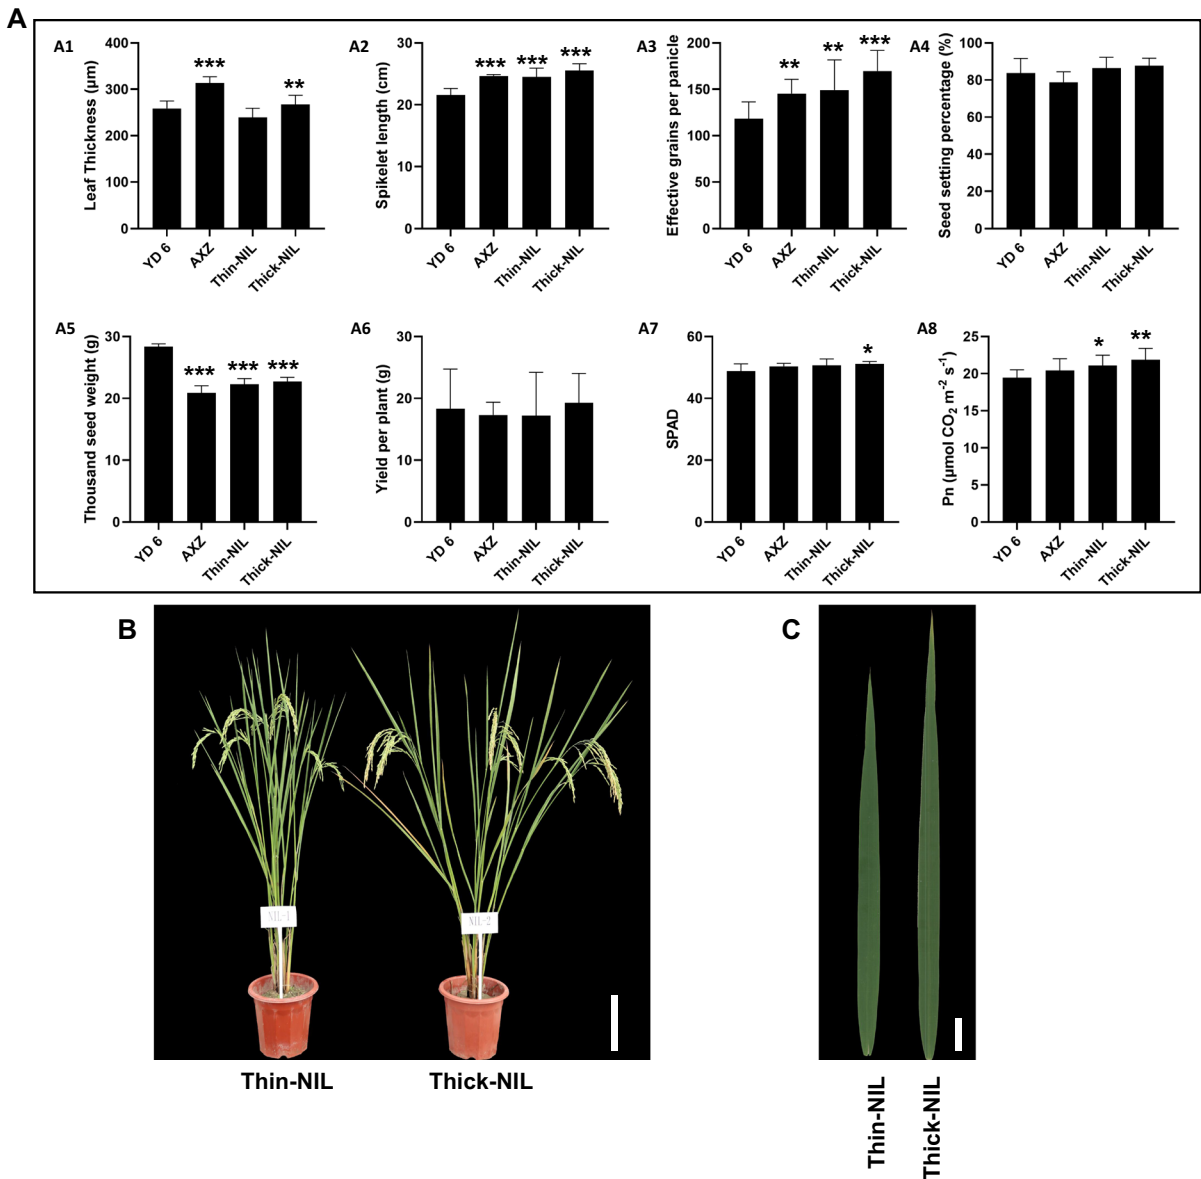 A
A1
Leaf Thickness (μm)
400
300
200
100
0
***
**
YD 6
AXZ
Thin-NIL
Thick-NIL
A2
Spikelet length (cm)
30
20
10
0
***
***
***
YD 6
AXZ
Thin-NIL
Thick-NIL
A3
Effective grains per panicle
200
150
100
50
0
**
**
***
YD 6
AXZ
Thin-NIL
Thick-NIL
A4
Seed setting percentage (%)
100
80
60
40
20
0
YD 6
AXZ
Thin-NIL
Thick-NIL
A5
Thousand seed weight (g)
30
20
10
0
***
***
***
YD 6
AXZ
Thin-NIL
Thick-NIL
A6
Yield per plant (g)
30
20
10
0
YD 6
AXZ
Thin-NIL
Thick-NIL
A7
SPAD
60
40
20
0
*
YD 6
AXZ
Thin-NIL
Thick-NIL
A8
Pn (μmol CO₂ m⁻² s⁻¹)
25
20
15
10
5
0
*
**
YD 6
AXZ
Thin-NIL
Thick-NIL
B
NIL-1
NIL-2
Thin-NIL
Thick-NIL
C
Thin-NIL
Thick-NIL